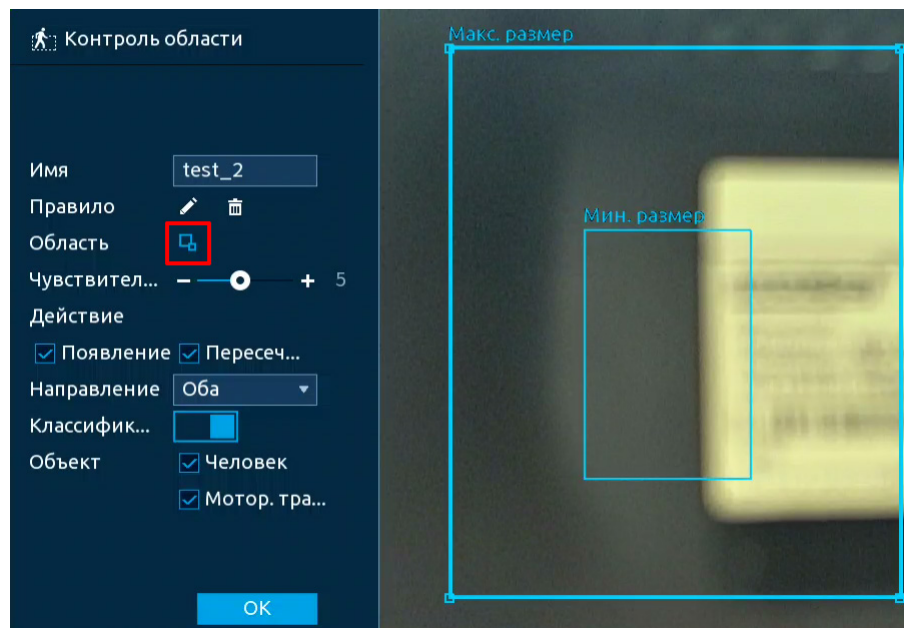 Контроль области
Макс. размер
Имя test_2
Правило
Мин. размер
Область
Чувствител... 5
Действие
Появление Пересеч...
Направление Оба
Классифик...
Объект Человек
Мотор. тра...
OK